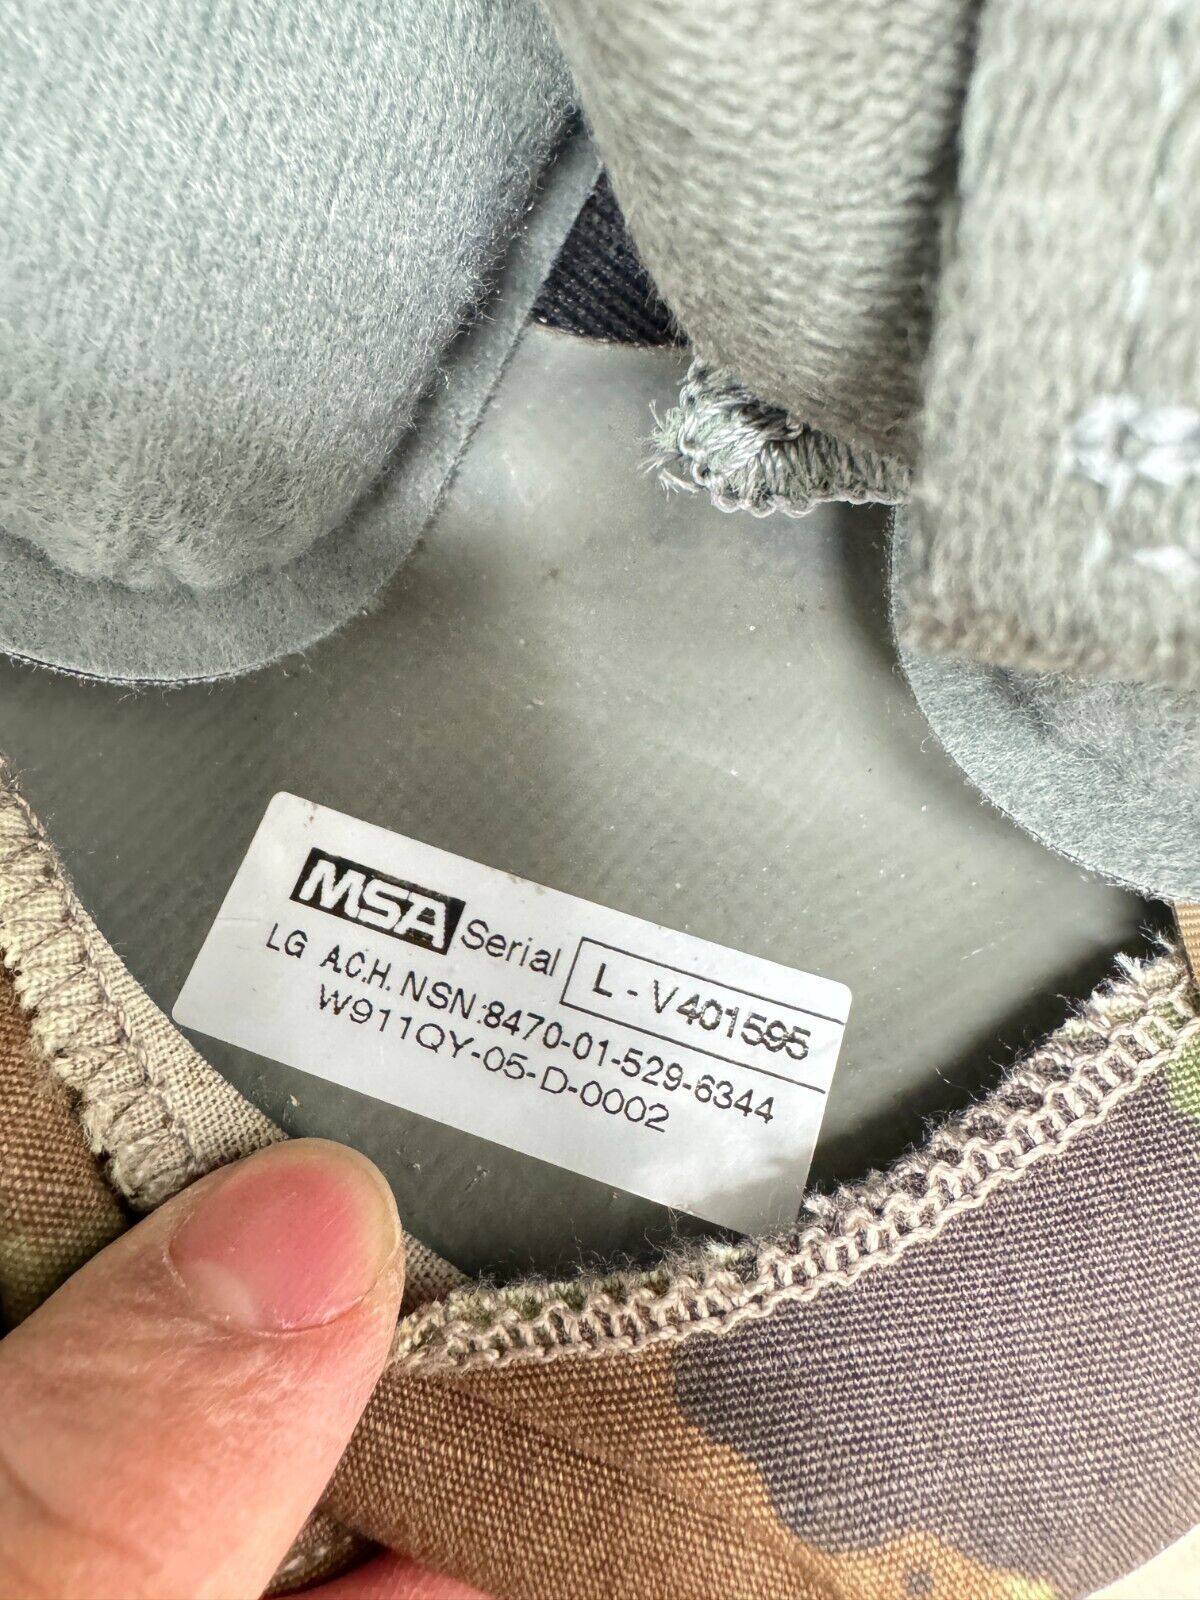 MSA Serial L - V401595
LG A.C.H. NSN:8470-01-529-6344
W911QY-05-D-0002